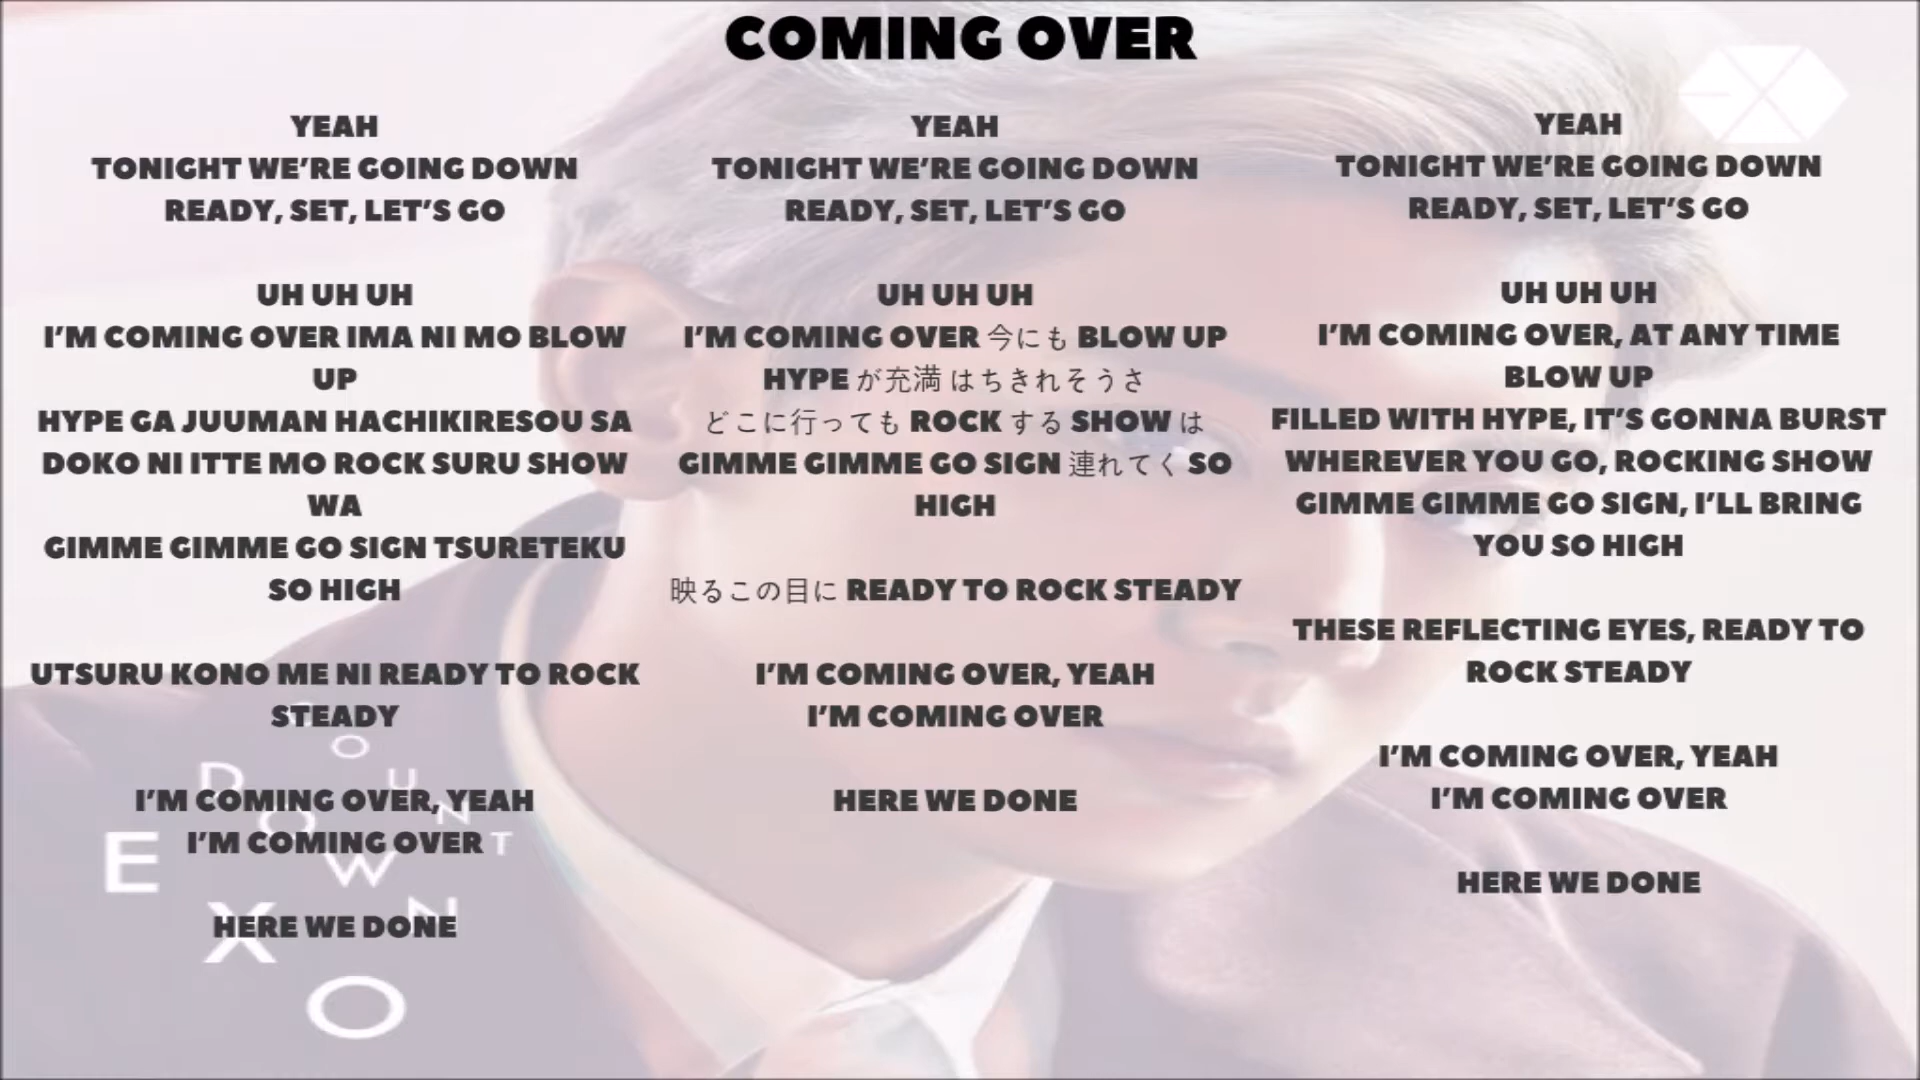 COMING OVER
YEAH
TONIGHT WE'RE GOING DOWN
READY, SET, LET'S GO
UH UH UH
I'M COMING OVER IMA NI MO BLOW
UP
HYPE GA JUUMAN HACHIKIRESOU SA
DOKO NI ITTE MO ROCK SURU SHOW
WA
GIMME GIMME GO SIGN TSURETEKU
SO HIGH
UTSURU KONO ME NI READY TO ROCK
STEADY
I'M COMING OVER, YEAH
I'M COMING OVER
HERE WE DONE
YEAH
TONIGHT WE'RE GOING DOWN
READY, SET, LET'S GO
UH UH UH
I'M COMING OVER 今にも BLOW UP
HYPE が充満 はちきれそうさ
どこに行っても ROCK する SHOW は
GIMME GIMME GO SIGN 連れてく SO
HIGH
映るこの目に READY TO ROCK STEADY
I'M COMING OVER, YEAH
I'M COMING OVER
HERE WE DONE
YEAH
TONIGHT WE'RE GOING DOWN
READY, SET, LET'S GO
UH UH UH
I'M COMING OVER, AT ANY TIME
BLOW UP
FILLED WITH HYPE, IT'S GONNA BURST
WHEREVER YOU GO, ROCKING SHOW
GIMME GIMME GO SIGN, I'LL BRING
YOU SO HIGH
THESE REFLECTING EYES, READY TO
ROCK STEADY
I'M COMING OVER, YEAH
I'M COMING OVER
HERE WE DONE
COUNT
DOWN
EXO
EXO